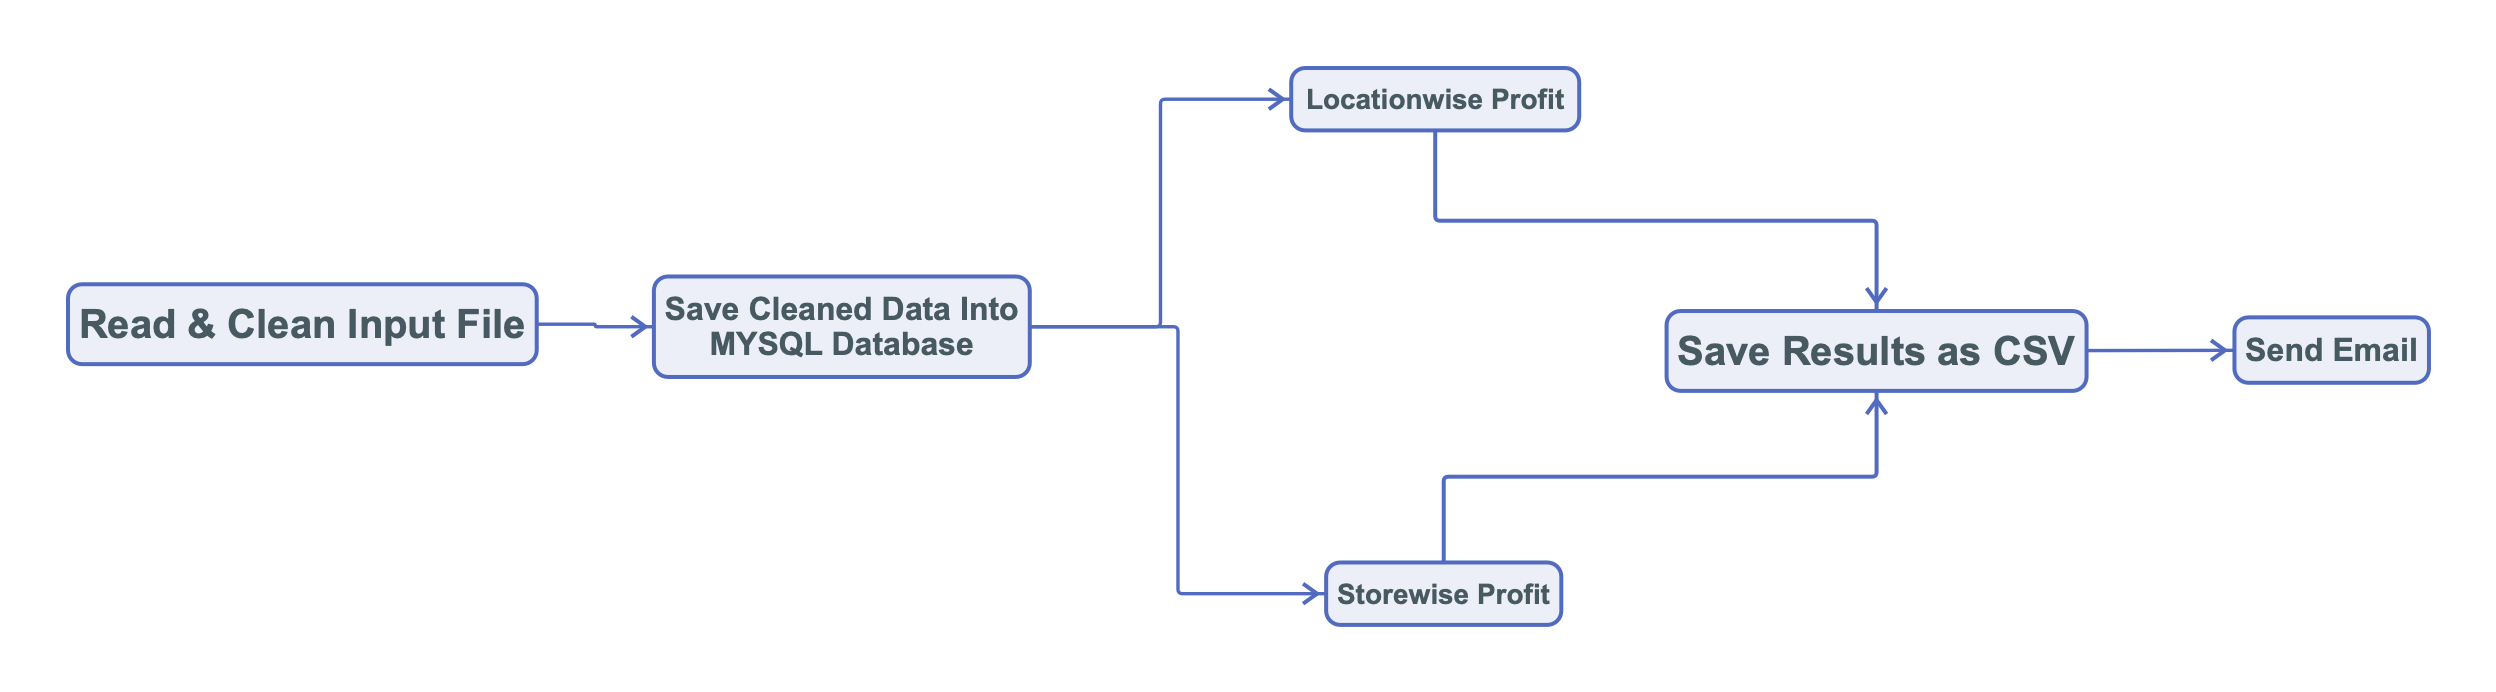 Read & Clean Input File
Save Cleaned Data Into
MYSQL Database
Locationwise Profit
Storewise Profit
Save Results as CSV
Send Email